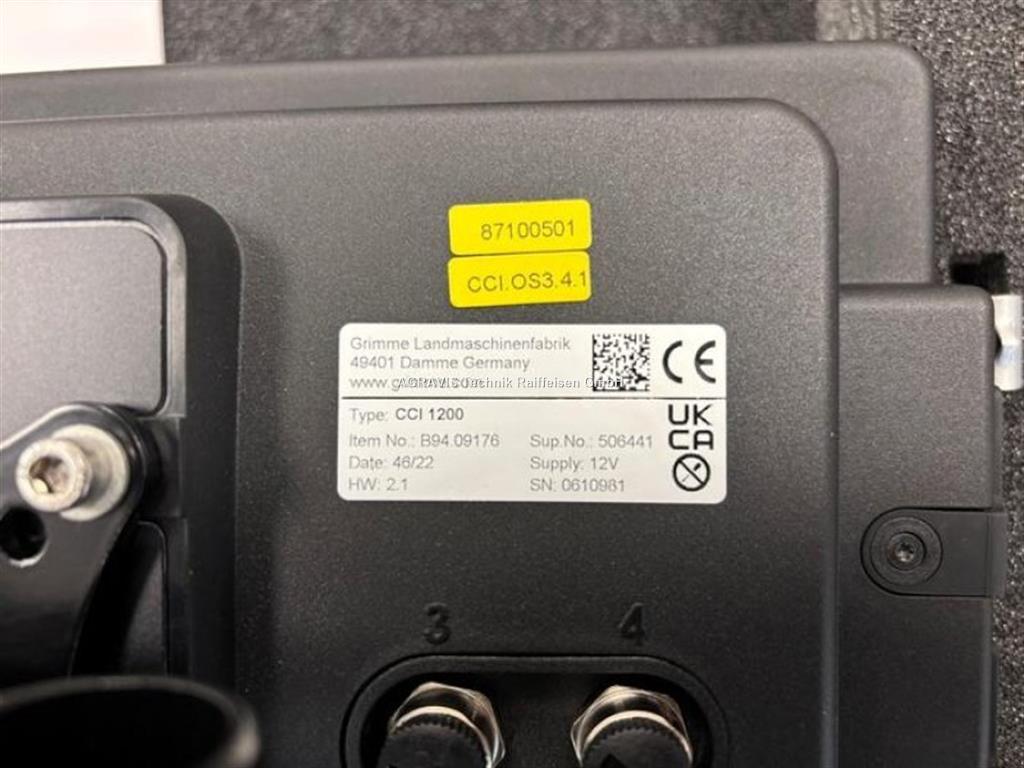 87100501
CCI.OS3.4.1
Grimme Landmaschinenfabrik
49401 Damme Germany
AGRAVIS Technik Raiffeisen GmbH
Type: CCI 1200
Item No.: B94.09176 Sup.No.: 506441
Date: 46/22 Supply: 12V
HW: 2.1 SN: 0610981
CE
UK
CA
3 4